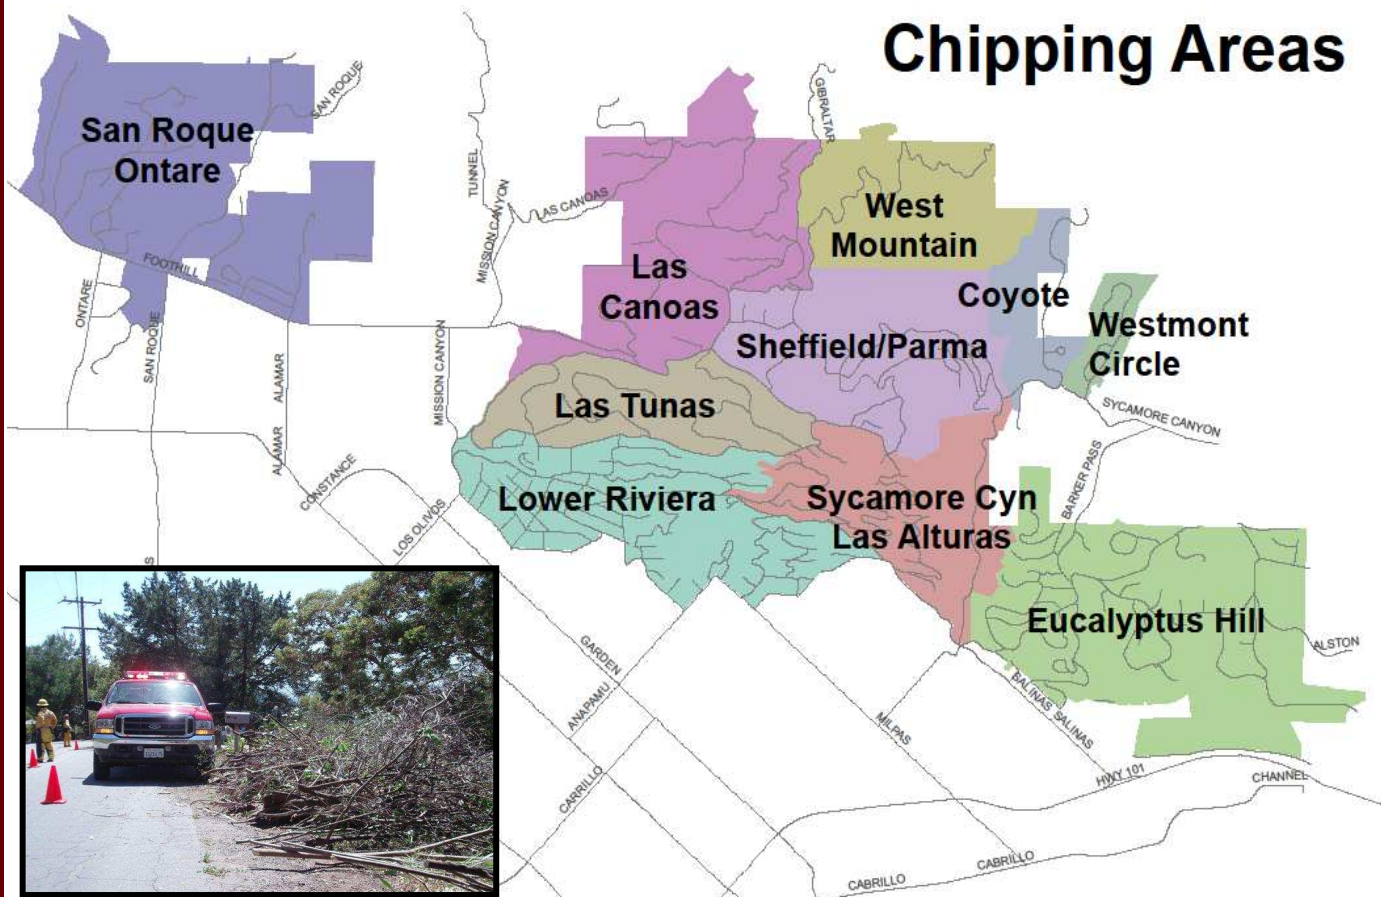 Chipping Areas
San Roque
Ontare
SAN ROQUE
TUNNEL
MISSION CANYON
LAS CANOAS
GIBRALTAR
West
Mountain
Las
Canoas
Coyote
Westmont
Circle
Sheffield/Parma
FOOTHILL
ONTARE
SAN ROQUE
ALAMAR
ALAMAR
MISSION CANYON
Las Tunas
SYCAMORE CANYON
BARKER PASS
CONSTANCE
LOS OLIVOS
Lower Riviera
Sycamore Cyn
Las Alturas
S
Eucalyptus Hill
ALSTON
GARDEN
ANAPAMU
MILPAS
SALINAS
SALINAS
CARRILLO
HWY 101
CHANNEL
CABRILLO
CABRILLO